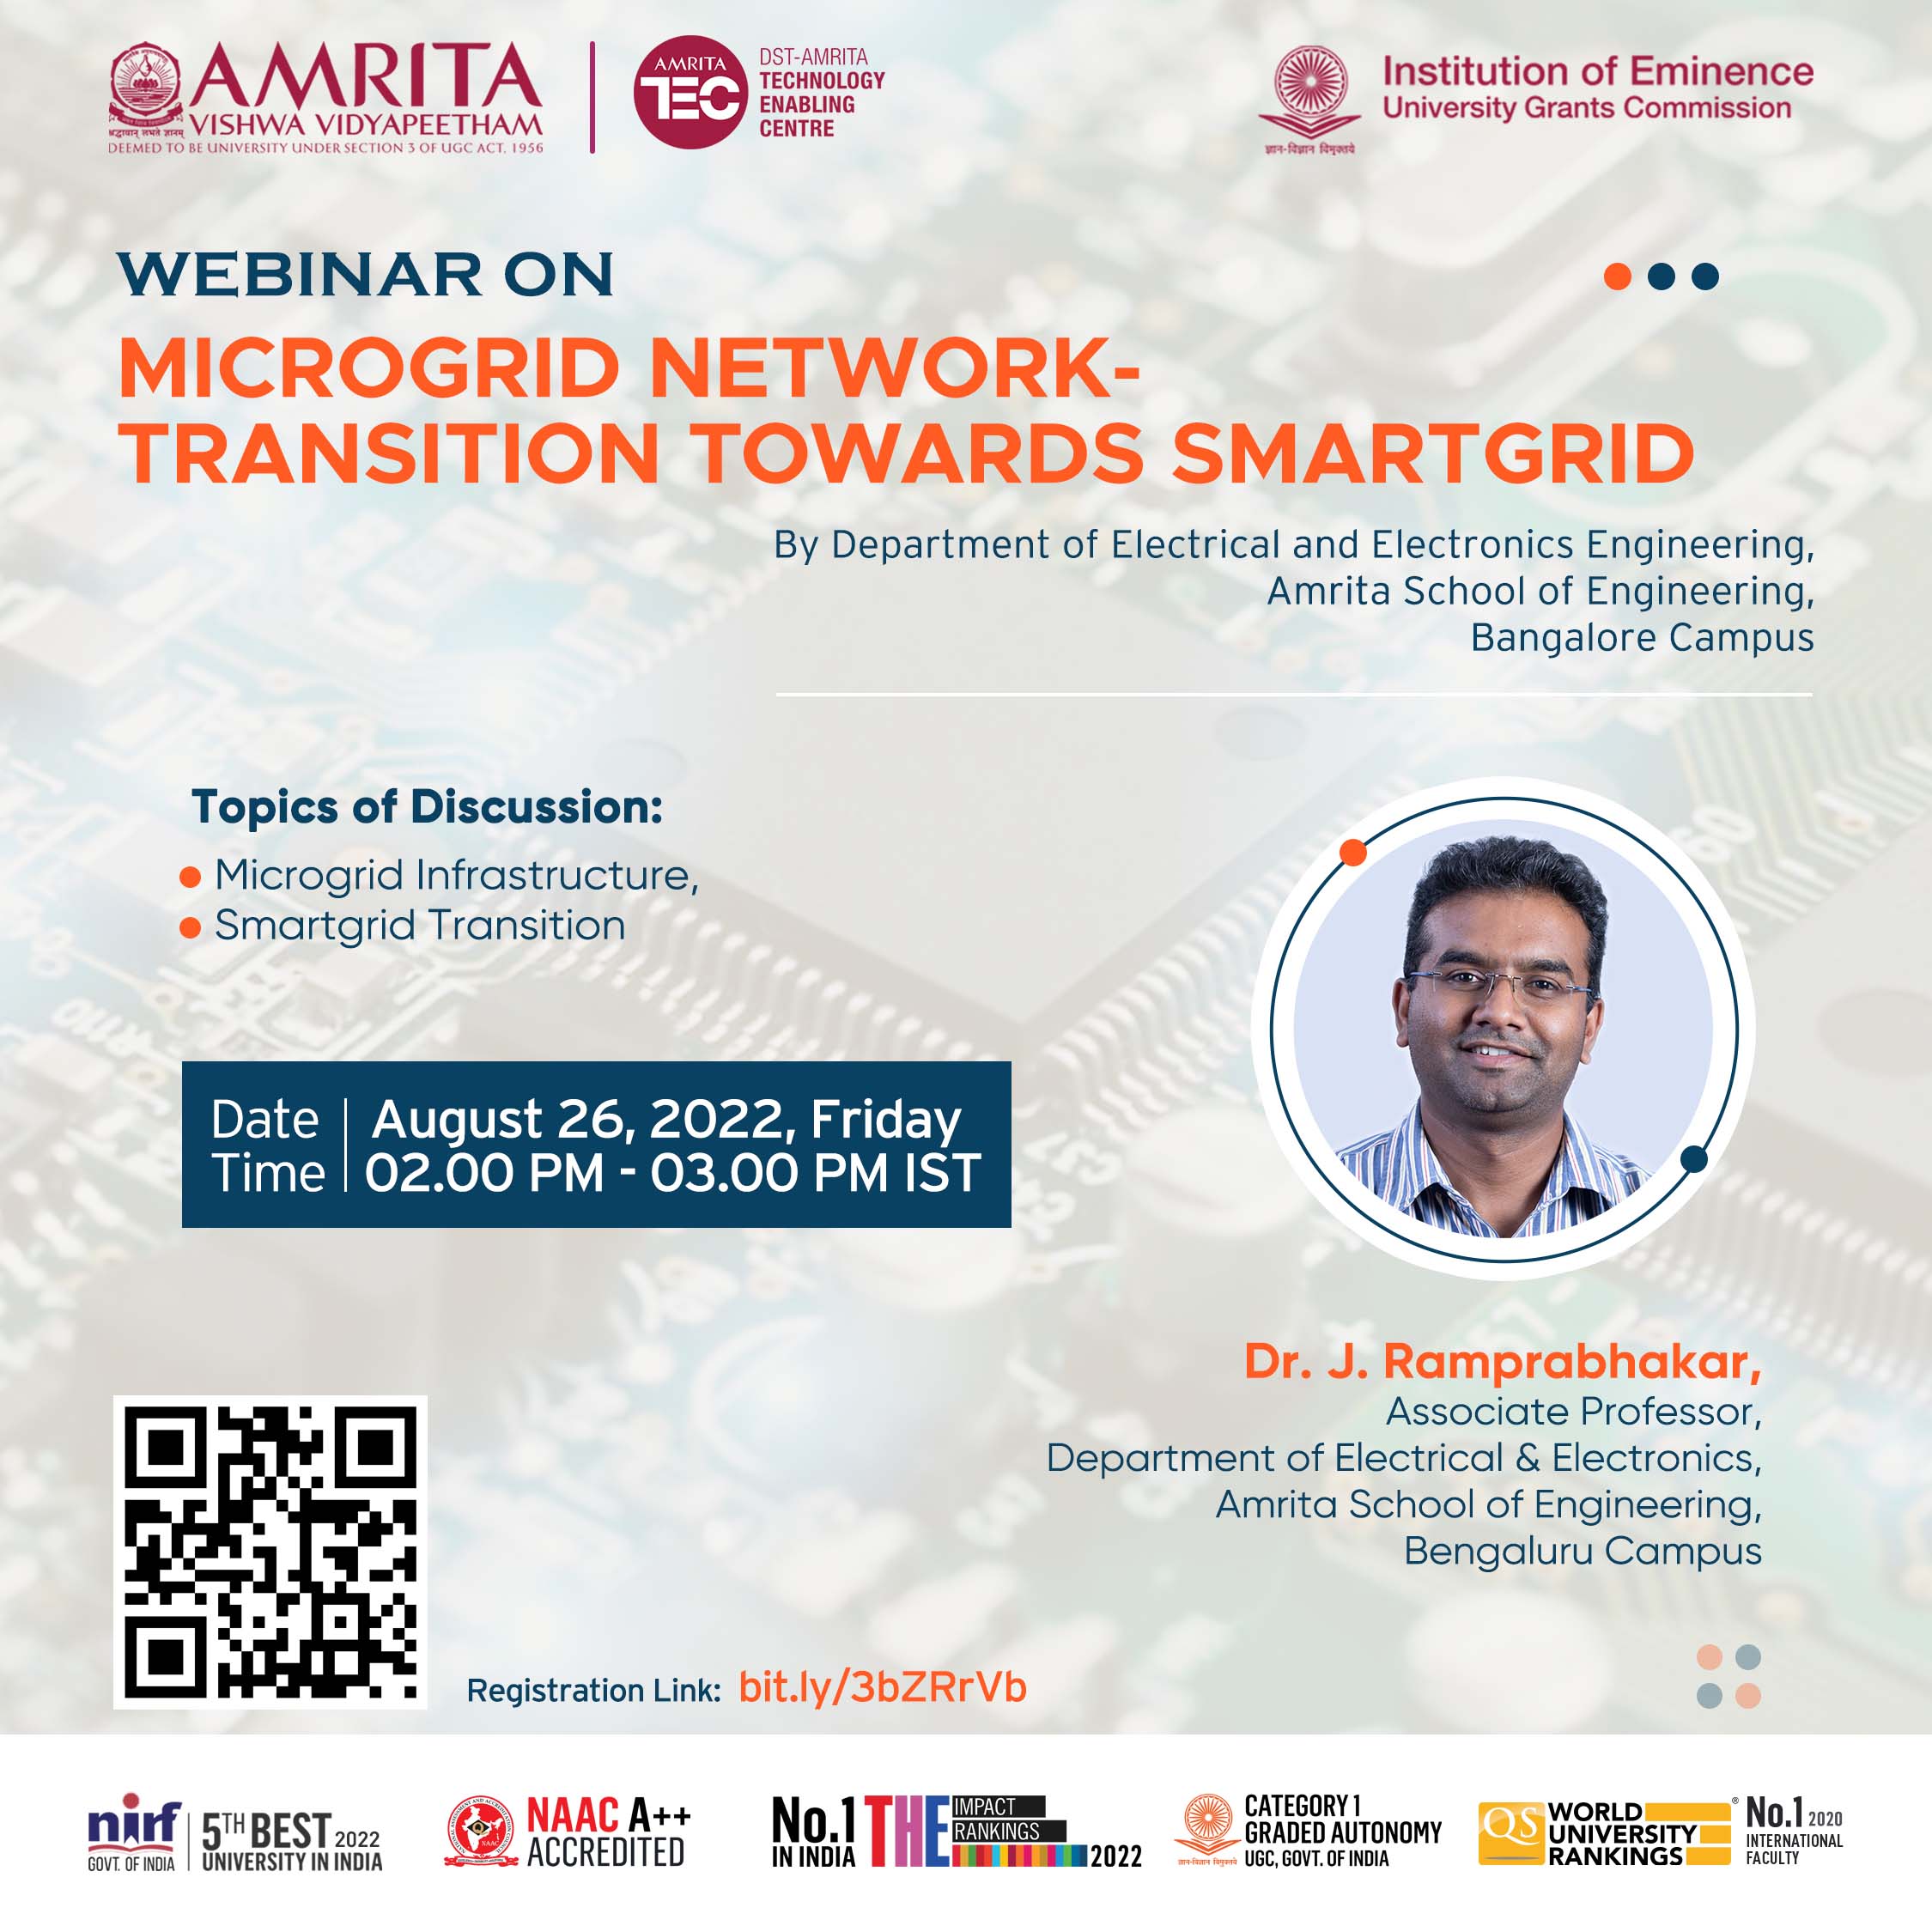 AMRITA
VISHWA VIDYAPEETHAM
श्रद्धावान् लभते ज्ञानम्
DEEMED TO BE UNIVERSITY UNDER SECTION 3 OF UGC ACT, 1956
AMRITA
TEC
DST-AMRITA
TECHNOLOGY
ENABLING
CENTRE
Institution of Eminence
University Grants Commission
ज्ञान-विज्ञान विमुक्तये
WEBINAR ON
MICROGRID NETWORK-
TRANSITION TOWARDS SMARTGRID
By Department of Electrical and Electronics Engineering,
Amrita School of Engineering,
Bangalore Campus
Topics of Discussion:
Microgrid Infrastructure,
Smartgrid Transition
Date | August 26, 2022, Friday
Time | 02.00 PM - 03.00 PM IST
Dr. J. Ramprabhakar,
Associate Professor,
Department of Electrical & Electronics,
Amrita School of Engineering,
Bengaluru Campus
Registration Link: bit.ly/3bZRrVb
nirf
GOVT. OF INDIA
5TH BEST 2022
UNIVERSITY IN INDIA
NAAC
NAAC A++
ACCREDITED
No.1
IN INDIA
THE
IMPACT
RANKINGS
2022
ज्ञान-विज्ञान विमुक्तये
CATEGORY 1
GRADED AUTONOMY
UGC, GOVT. OF INDIA
QS
WORLD
UNIVERSITY
RANKINGS
®
No.1 2020
INTERNATIONAL
FACULTY